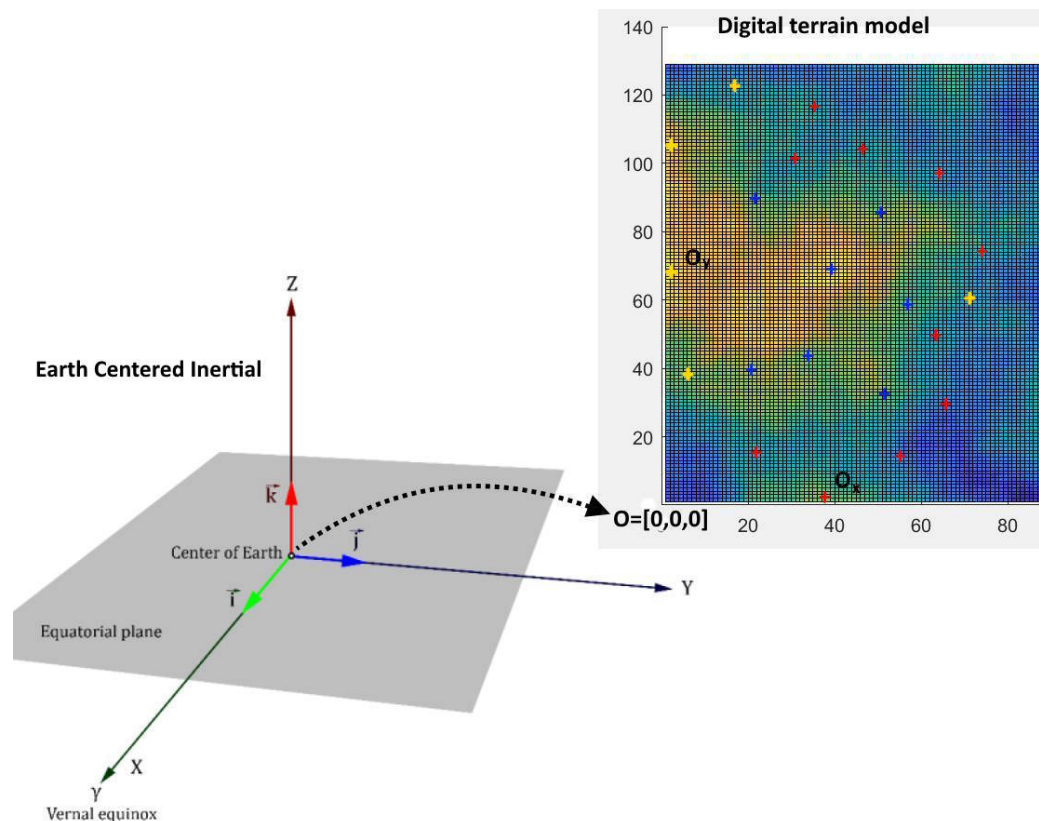 Digital terrain model
140
120
100
80
60
40
20
Oy
Ox
O=[0,0,0]
20
40
60
80
Earth Centered Inertial
Z
k
Center of Earth
j
i
Y
Equatorial plane
X
γ
Vernal equinox